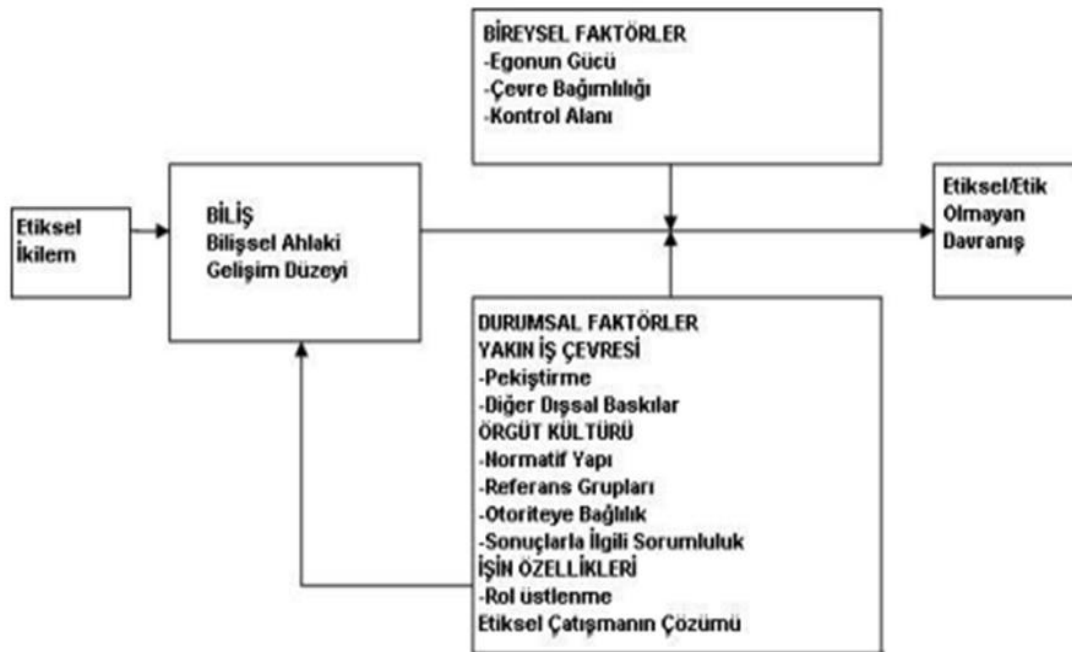 Etiksel
İkilem
BİLİŞ
Bilişsel Ahlaki
Gelişim Düzeyi
BİREYSEL FAKTÖRLER
-Egonun Gücü
-Çevre Bağımlılığı
-Kontrol Alanı
DURUMSAL FAKTÖRLER
YAKIN İŞ ÇEVRESİ
-Pekiştirme
-Diğer Dışsal Baskılar
ÖRGÜT KÜLTÜRÜ
-Normatif Yapı
-Referans Grupları
-Otoriteye Bağlılık
-Sonuçlarla İlgili Sorumluluk
İŞİN ÖZELLİKLERİ
-Rol üstlenme
Etiksel Çatışmanın Çözümü
Etiksel/Etik
Olmayan
Davranış